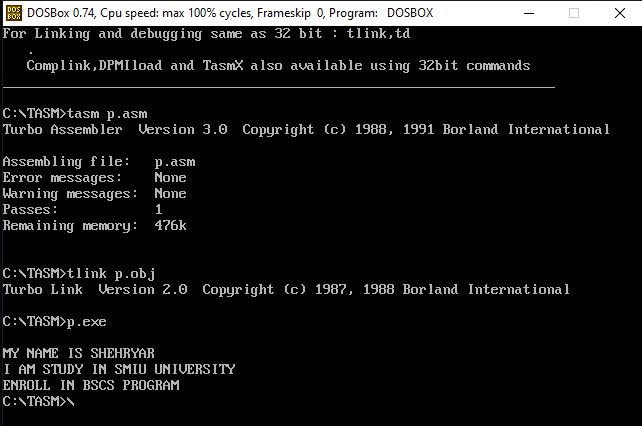 DOSBox 0.74, Cpu speed: max 100% cycles, Frameskip 0, Program: DOSBOX
For Linking and debugging same as 32 bit : tlink,td
.
Complink,DPMIload and TasmX also available using 32bit commands
C:\TASM>tasm p.asm
Turbo Assembler Version 3.0 Copyright (c) 1988, 1991 Borland International
Assembling file: p.asm
Error messages: None
Warning messages: None
Passes: 1
Remaining memory: 476k
C:\TASM>tlink p.obj
Turbo Link Version 2.0 Copyright (c) 1987, 1988 Borland International
C:\TASM>p.exe
MY NAME IS SHEHRYAR
I AM STUDY IN SMIU UNIVERSITY
ENROLL IN BSCS PROGRAM
C:\TASM>\